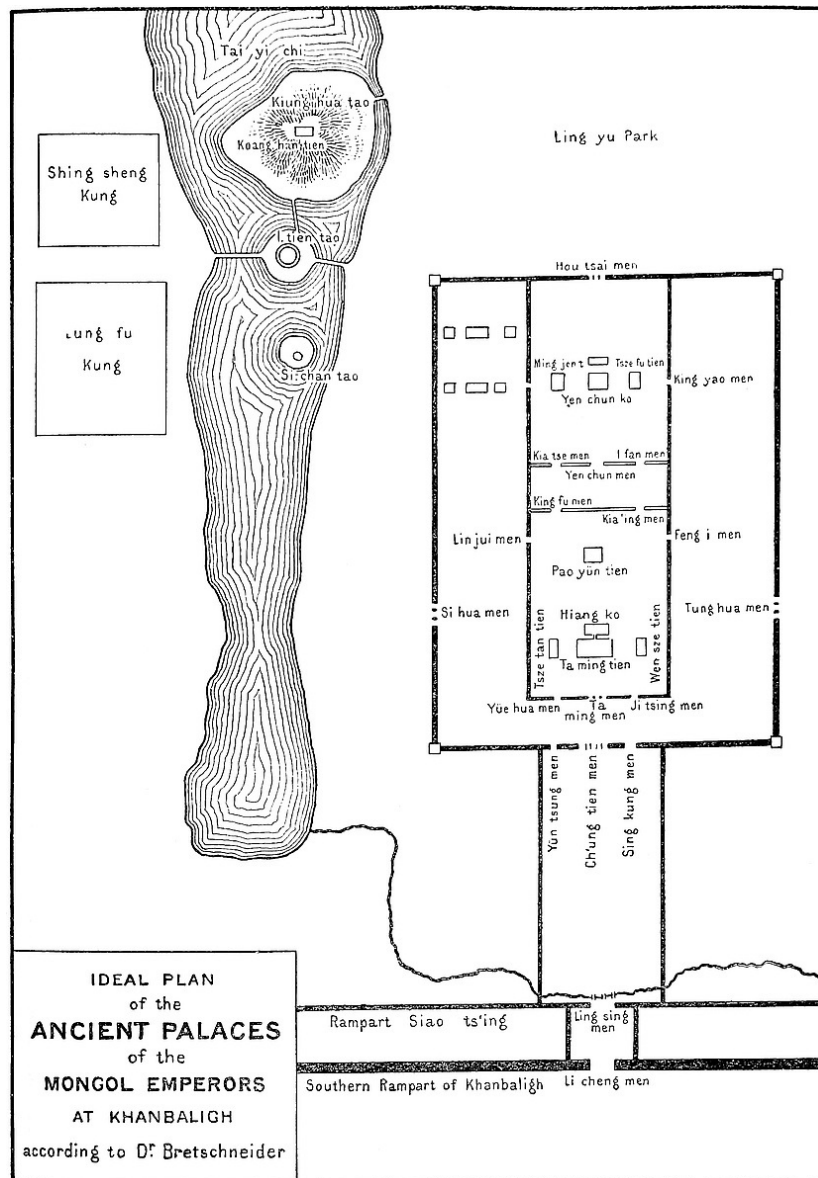 Tai yi chi
Kiung hua tao
Koang han tien
Ling yu Park
Shing sheng
Kung
I. tien tao
Hou tsai men
Lung fu
Kung
Si. chan tao
Ming jen t
Tsze fu tien
Yen chun ko
King yao men
Kia tse men
I fan men
Yen chun men
King fu men
Kia'ing men
Lin jui men
Feng i men
Pao yün tien
Si hua men
Hiang ko
Tung hua men
Tsze tan tien
Wen sze tien
Ta ming tien
Yüe hua men
Ta
ming men
Ji tsing men
Yün tsung men
Ch'ung tien men
Sing kung men
IDEAL PLAN
of the
ANCIENT PALACES
of the
MONGOL EMPERORS
AT KHANBALIGH
according to Dr Bretschneider
Rampart Siao ts'ing
Ling sing
men
Southern Rampart of Khanbaligh
Li cheng men